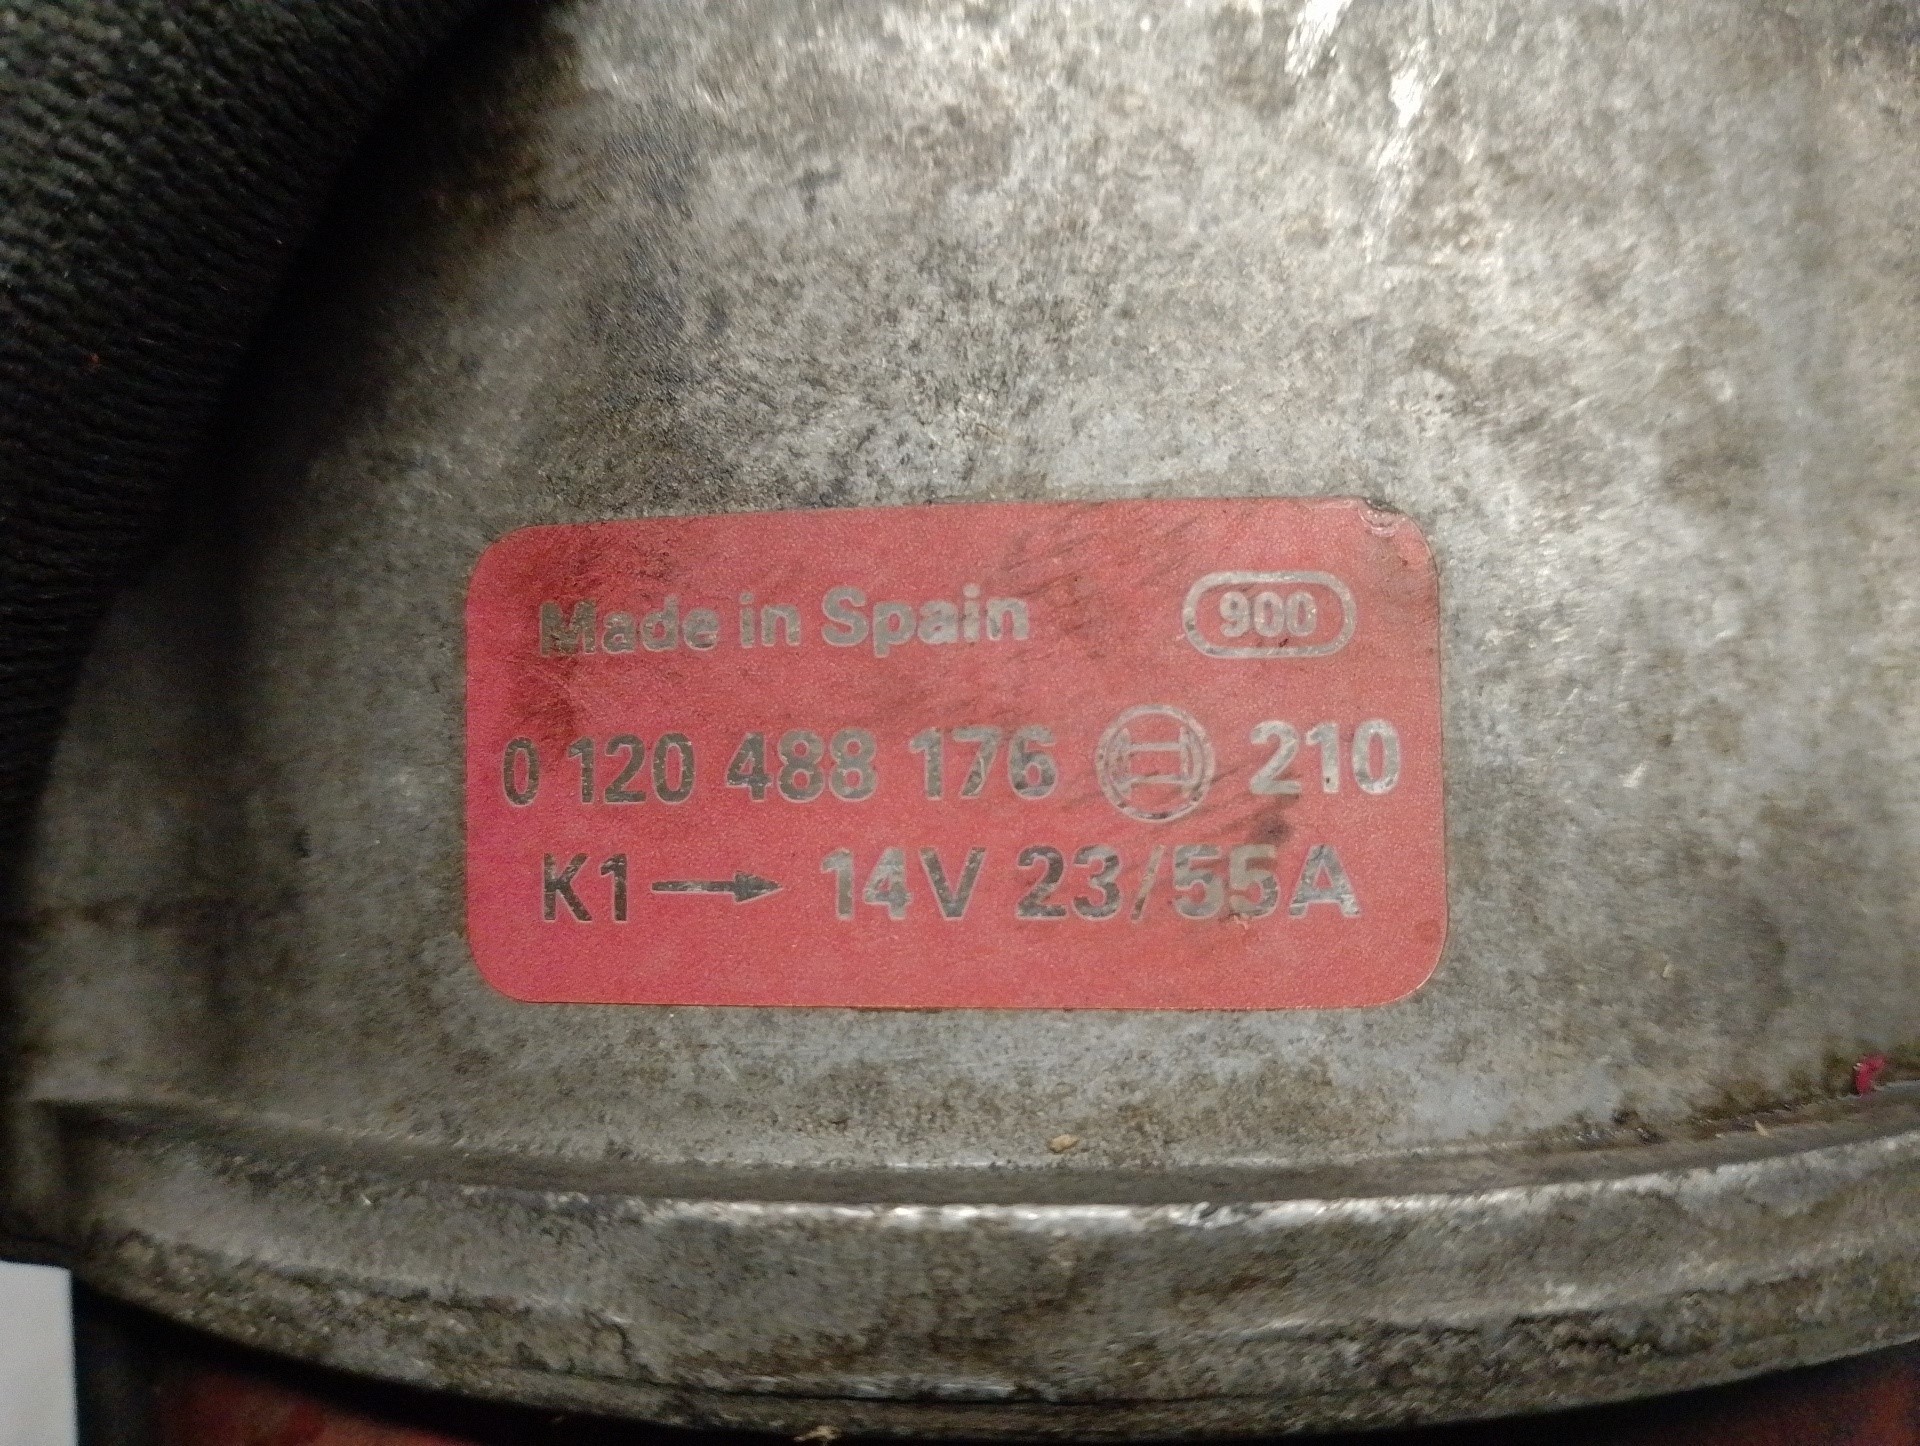 Made in Spain 900
0 120 488 176 210
K1→ 14V 23/55A